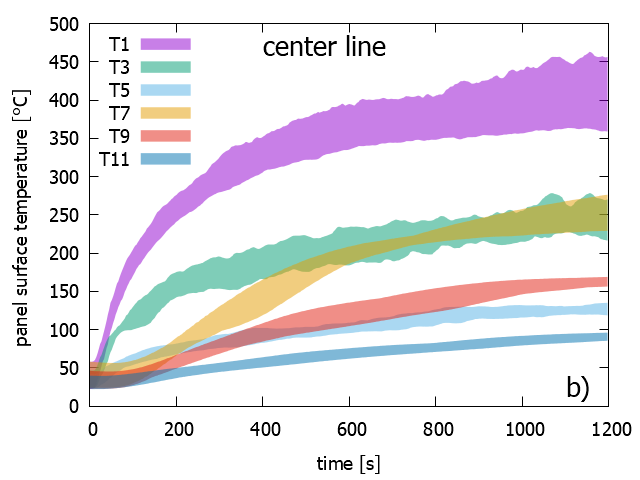 500
450
400
350
300
250
200
150
100
50
0
panel surface temperature [°C]
T1
T3
T5
T7
T9
T11
center line
b)
0 200 400 600 800 1000 1200
time [s]